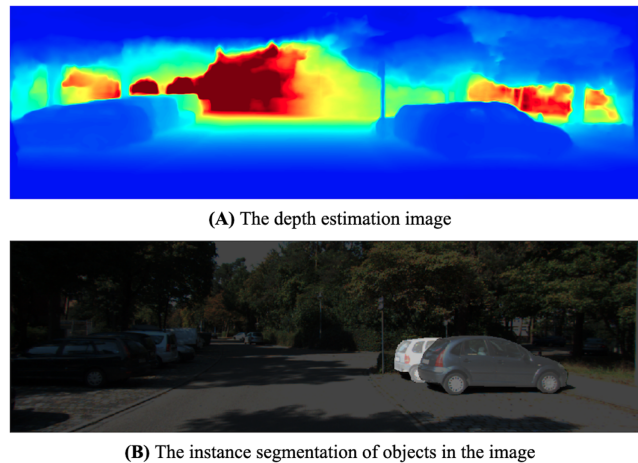 (A) The depth estimation image
(B) The instance segmentation of objects in the image